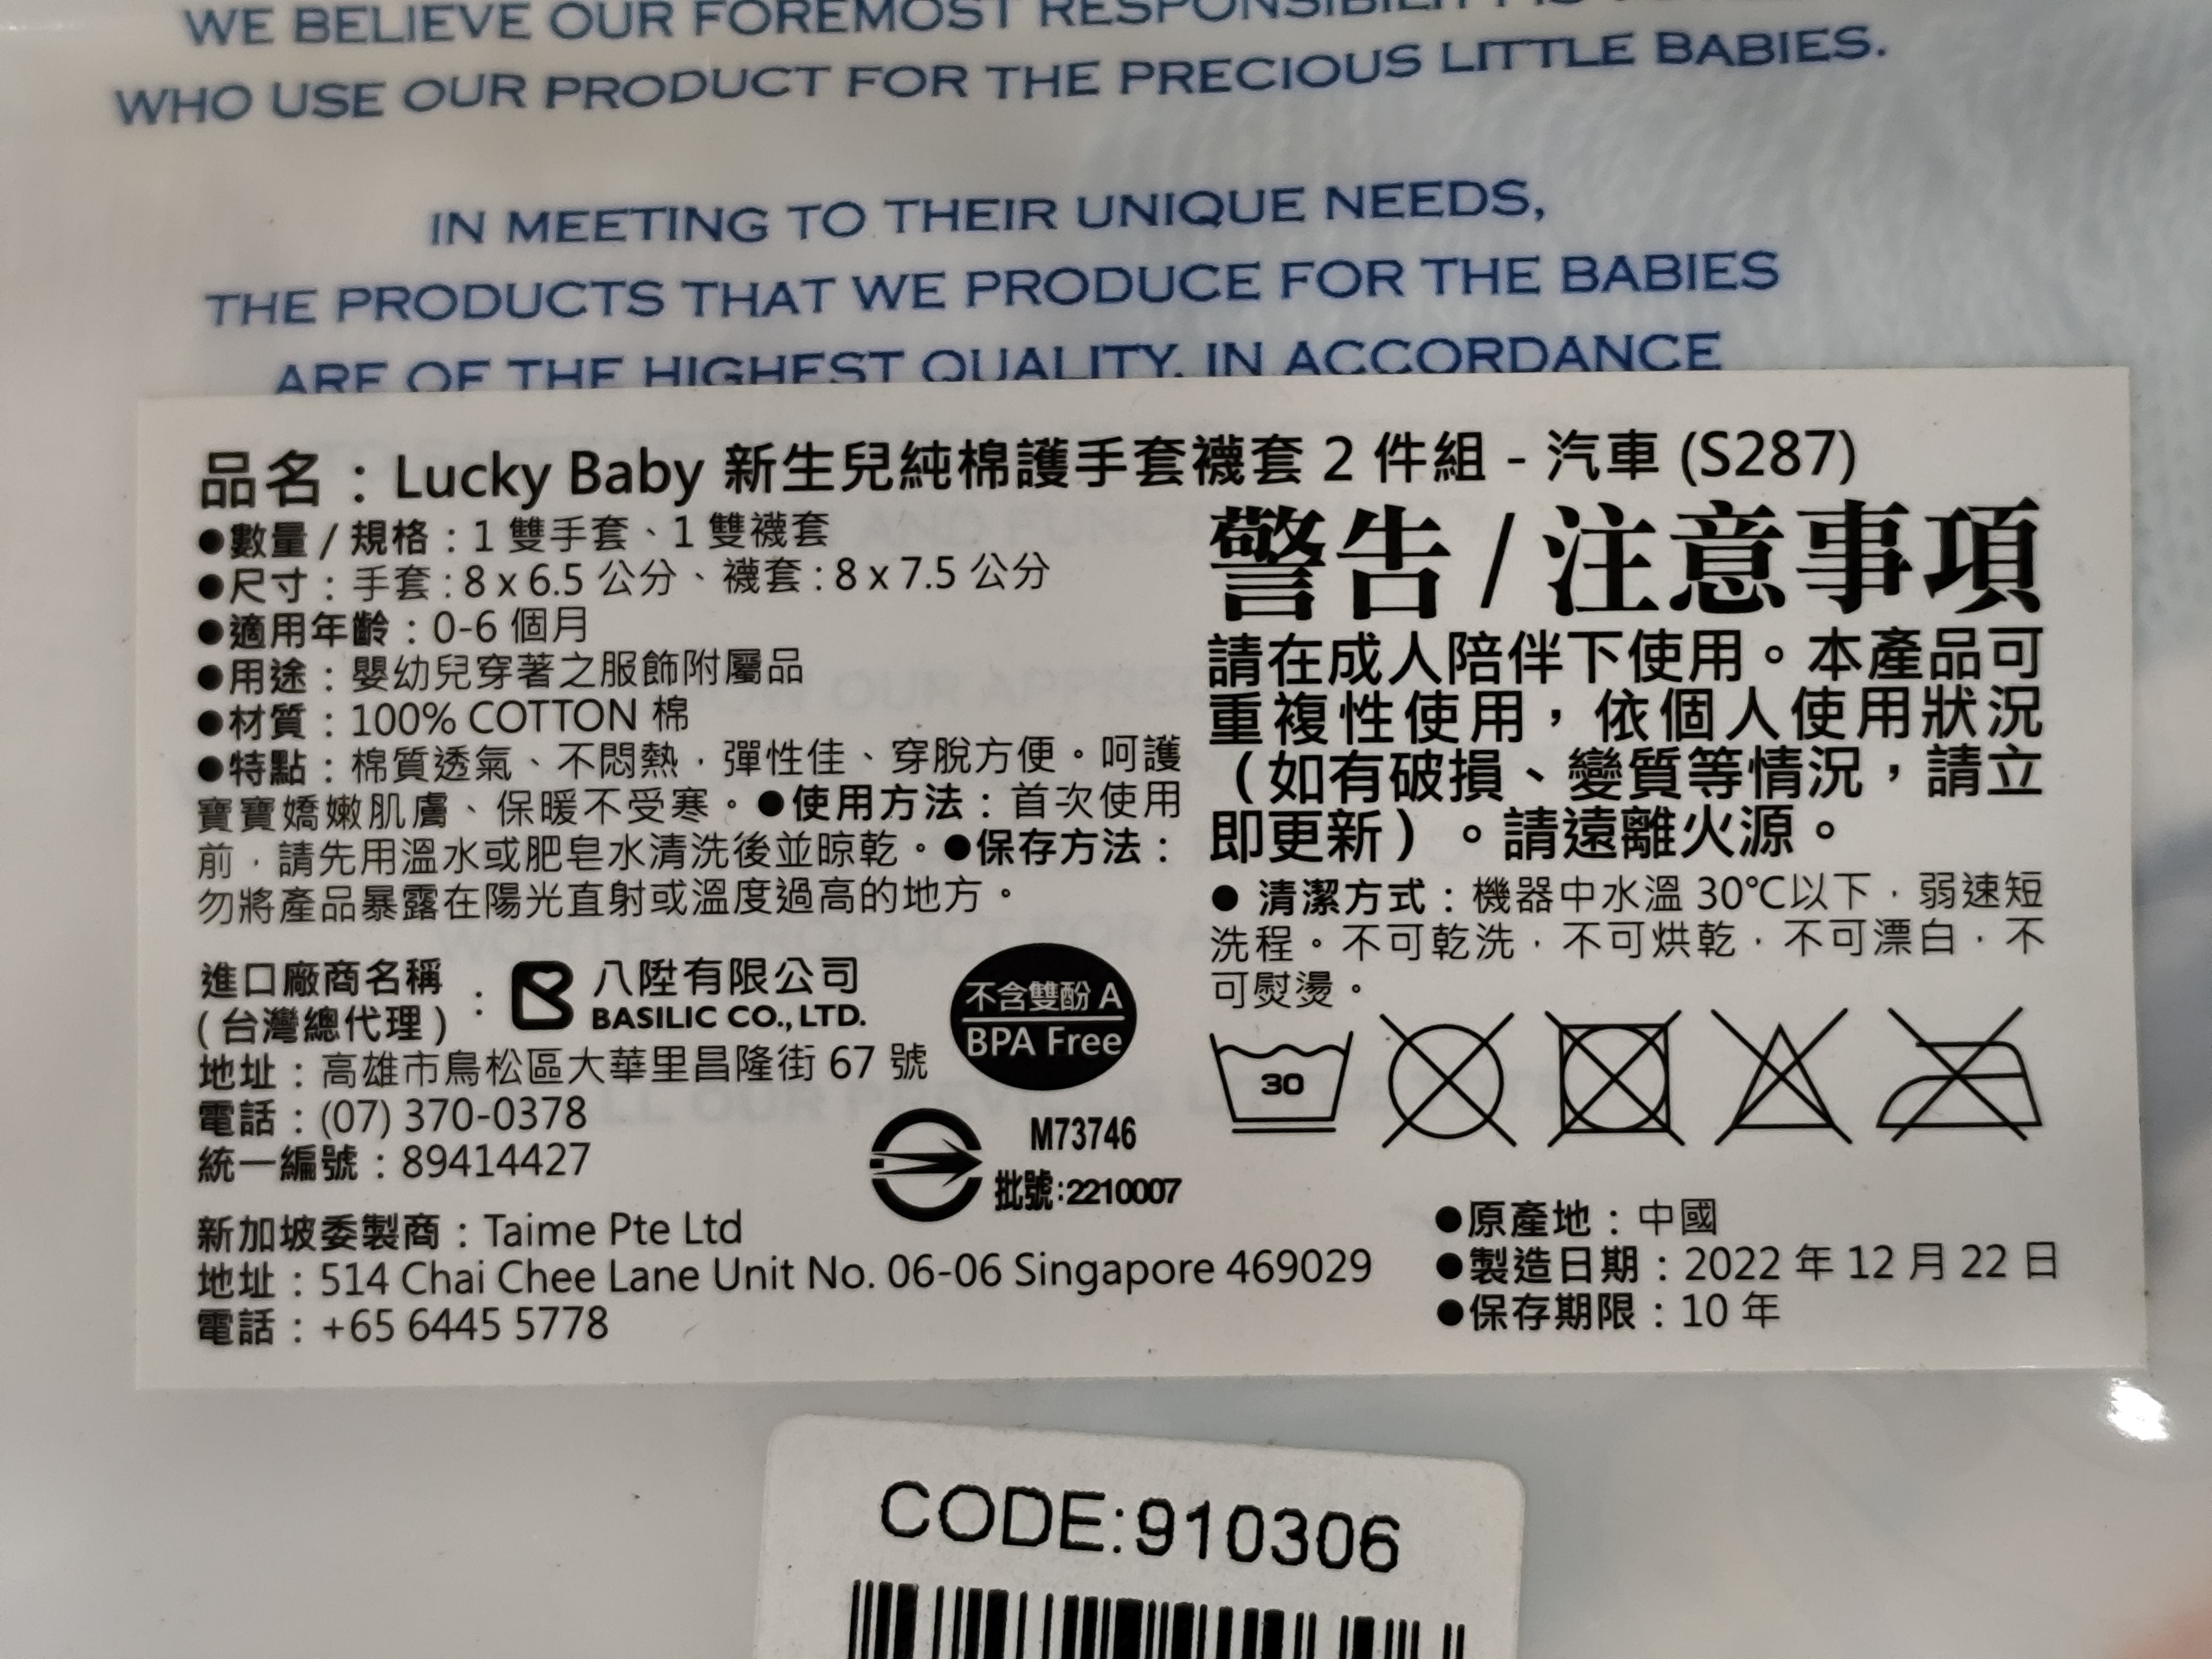 WE BELIEVE OUR FOREMOST
WHO USE OUR PRODUCT FOR THE PRECIOUS LITTLE BABIES.
IN MEETING TO THEIR UNIQUE NEEDS,
THE PRODUCTS THAT WE PRODUCE FOR THE BABIES
ARE OF THE HIGHEST QUALITY. IN ACCORDANCE
品名：Lucky Baby 新生兒純棉護手套襪套 2 件組 - 汽車 (S287)
●數量 / 規格：1 雙手套、1 雙襪套
●尺寸：手套：8 x 6.5 公分、襪套：8 x 7.5 公分
●適用年齡：0-6 個月
●用途：嬰幼兒穿著之服飾附屬品
●材質：100% COTTON 棉
●特點：棉質透氣、不悶熱，彈性佳、穿脫方便。呵護
寶寶嬌嫩肌膚、保暖不受寒。●使用方法：首次使用
前，請先用溫水或肥皂水清洗後並晾乾。●保存方法：
勿將產品暴露在陽光直射或溫度過高的地方。
警告 / 注意事項
請在成人陪伴下使用。本產品可
重複性使用，依個人使用狀況
（如有破損、變質等情況，請立
即更新）。請遠離火源。
● 清潔方式：機器中水溫 30℃以下，弱速短
洗程。不可乾洗，不可烘乾，不可漂白，不
可熨燙。
30
進口廠商名稱
(台灣總代理)：
八陞有限公司
BASILIC CO., LTD.
地址：高雄市鳥松區大華里昌隆街 67 號
電話：(07) 370-0378
統一編號：89414427
不含雙酚 A
BPA Free
M73746
批號:2210007
新加坡委製商：Taime Pte Ltd
地址：514 Chai Chee Lane Unit No. 06-06 Singapore 469029
電話：+65 6445 5778
●原產地：中國
●製造日期：2022 年 12 月 22 日
●保存期限：10 年
CODE:910306